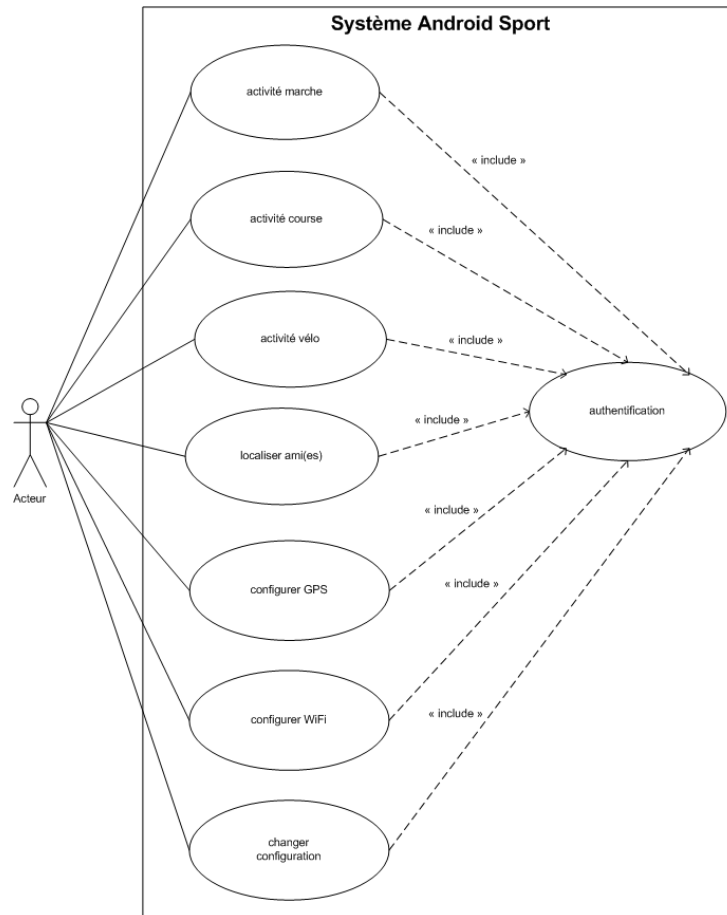 Système Android Sport
activité marche
« include »
activité course
« include »
activité vélo
« include »
authentification
« include »
localiser ami(es)
Acteur
« include »
configurer GPS
« include »
configurer WiFi
« include »
changer
configuration